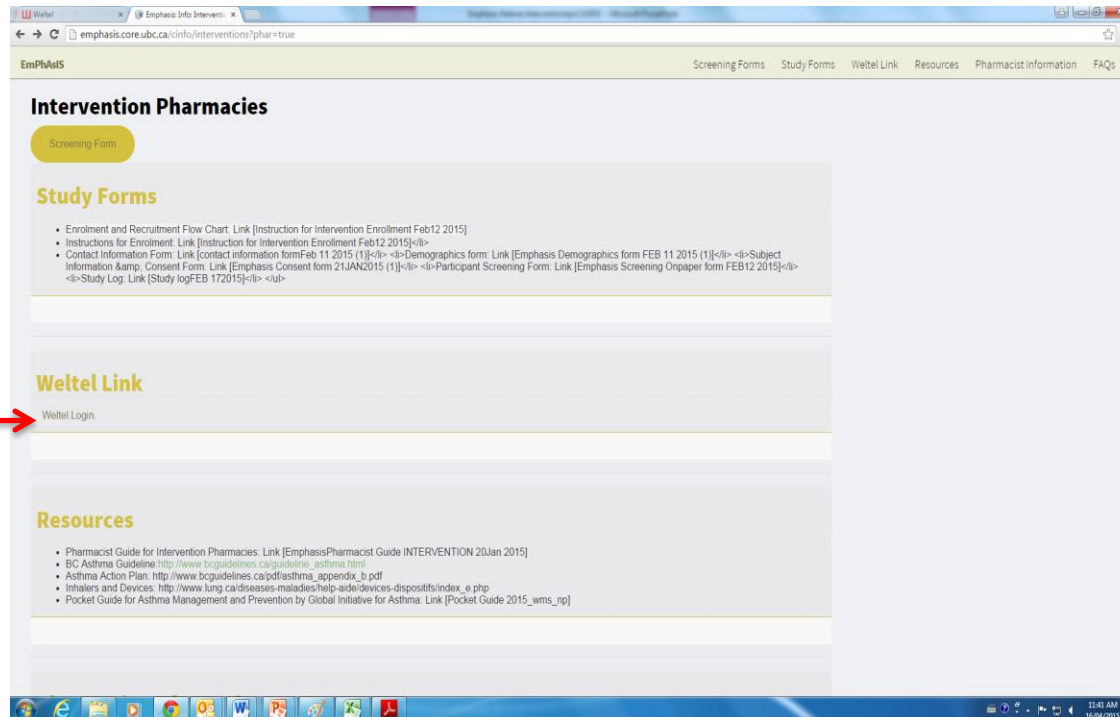 Weltel
Emphasis: Info: Interventi
emphasis.core.ubc.ca/cinfo/interventions?phar=true
EmPhAsIS Screening Forms Study Forms Weltel Link Resources Pharmacist Information FAQs
Intervention Pharmacies
Screening Form
Study Forms
• Enrolment and Recruitment Flow Chart: Link [Instruction for Intervention Enrollment Feb12 2015]
• Instructions for Enrolment: Link [Instruction for Intervention Enrollment Feb12 2015]</li>
• Contact Information Form: Link [contact information formFeb 11 2015 (1)]</li> <li>Demographics form: Link [Emphasis Demographics form FEB 11 2015 (1)]</li> <li>Subject
Information &amp; Consent Form: Link [Emphasis Consent form 21JAN2015 (1)]</li> <li>Participant Screening Form: Link [Emphasis Screening Onpaper form FEB12 2015]</li>
<li>Study Log: Link [Study logFEB 172015]</li> </ul>
Weltel Link
Weltel Login.
Resources
• Pharmacist Guide for Intervention Pharmacies: Link [EmphasisPharmacist Guide INTERVENTION 20Jan 2015]
• BC Asthma Guideline:http://www.bcguidelines.ca/guideline_asthma.html
• Asthma Action Plan: http://www.bcguidelines.ca/pdf/asthma_appendix_b.pdf
• Inhalers and Devices: http://www.lung.ca/diseases-maladies/help-aide/devices-dispositifs/index_e.php
• Pocket Guide for Asthma Management and Prevention by Global Initiative for Asthma: Link [Pocket Guide 2015_wms_np]
11:41 AM
16/04/2015